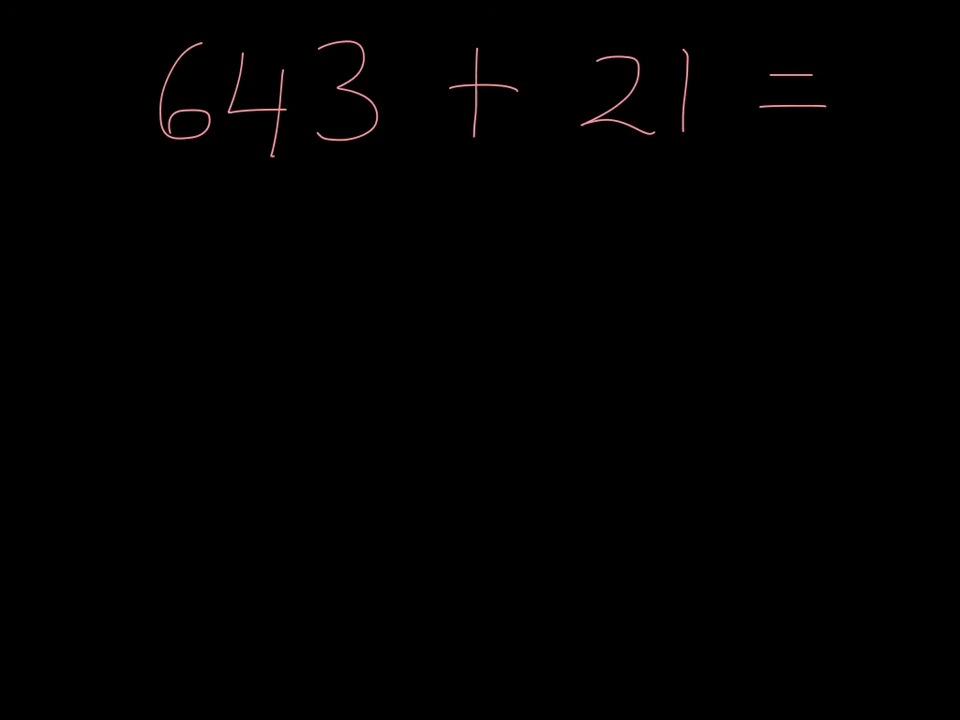 643 + 21 =